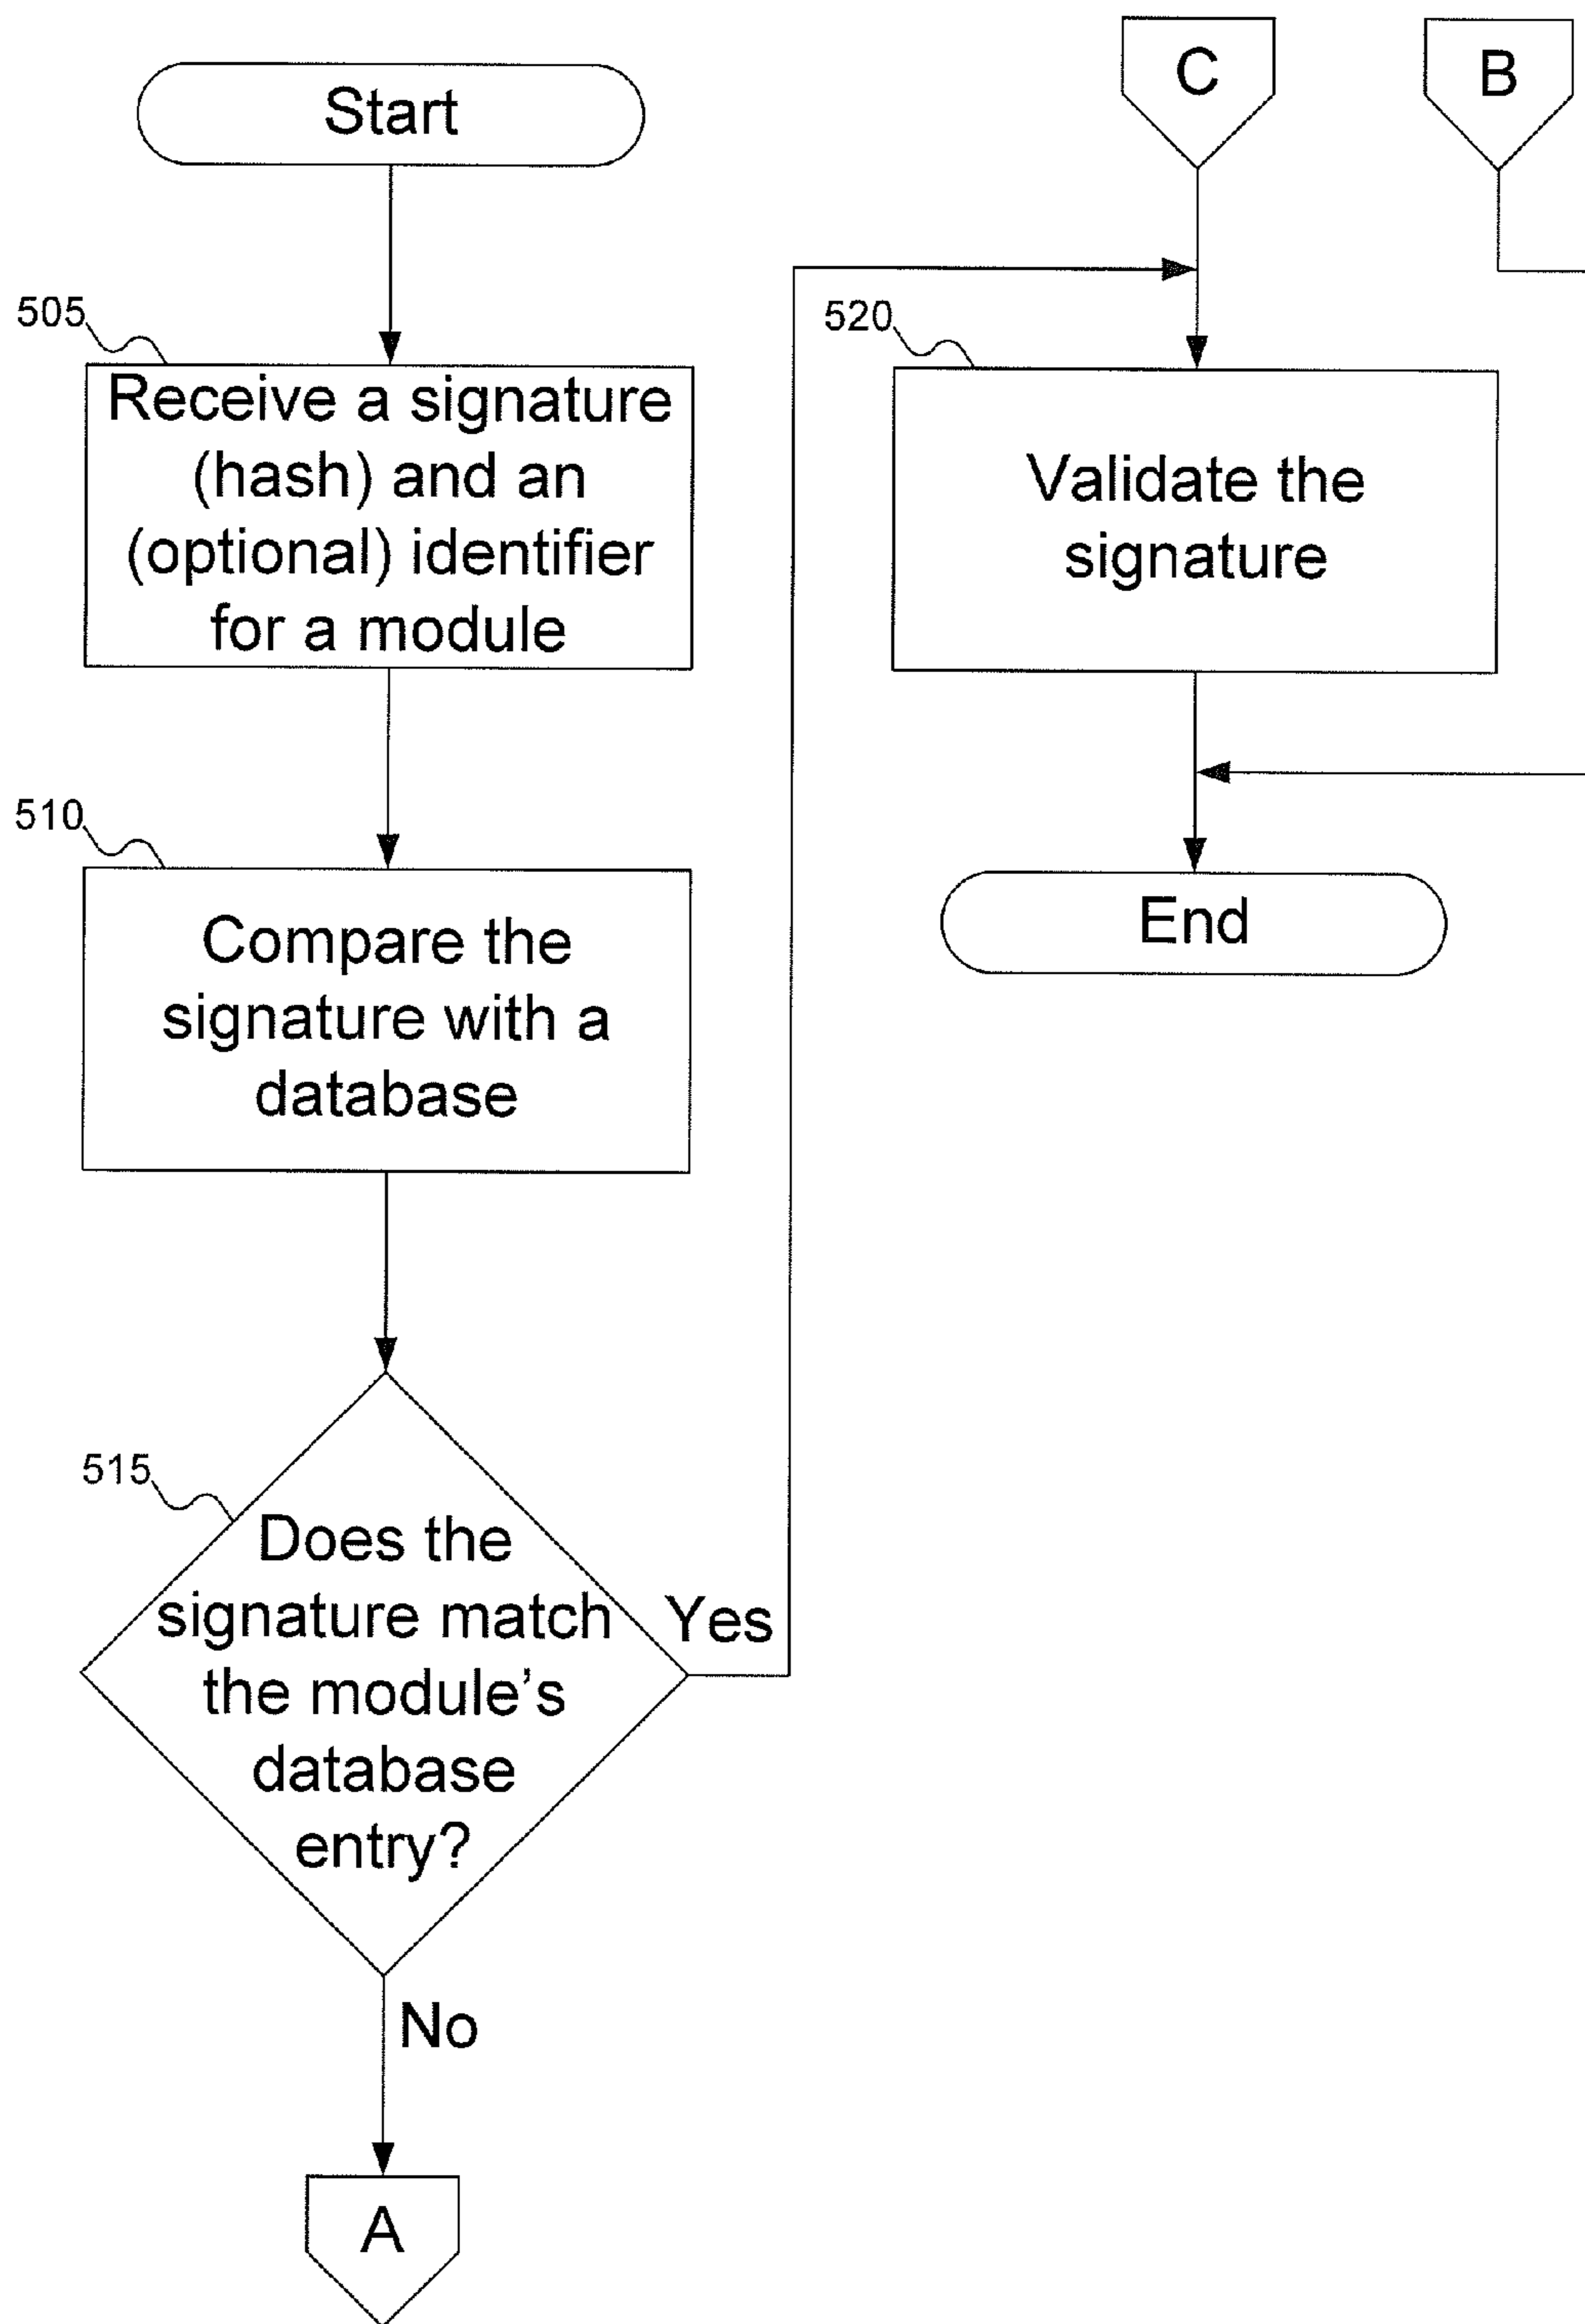 Start
505
Receive a signature
(hash) and an
(optional) identifier
for a module
510
Compare the
signature with a
database
515
Does the
signature match
the module's
database
entry?
Yes
No
A
C
B
520
Validate the
signature
End